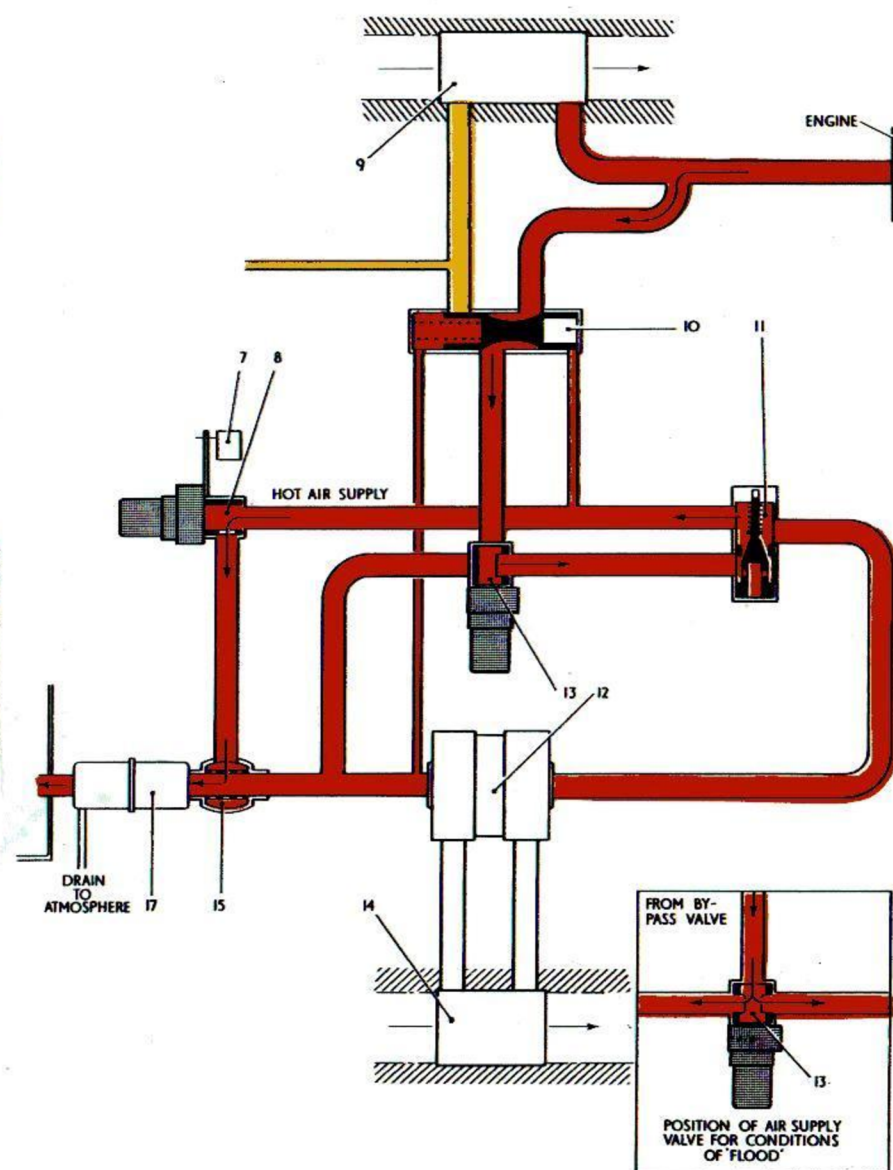 9
ENGINE
10
11
7
8
HOT AIR SUPPLY
13
12
DRAIN
TO
ATMOSPHERE
17
15
14
FROM BY-
PASS VALVE
13
POSITION OF AIR SUPPLY
VALVE FOR CONDITIONS
OF 'FLOOD'